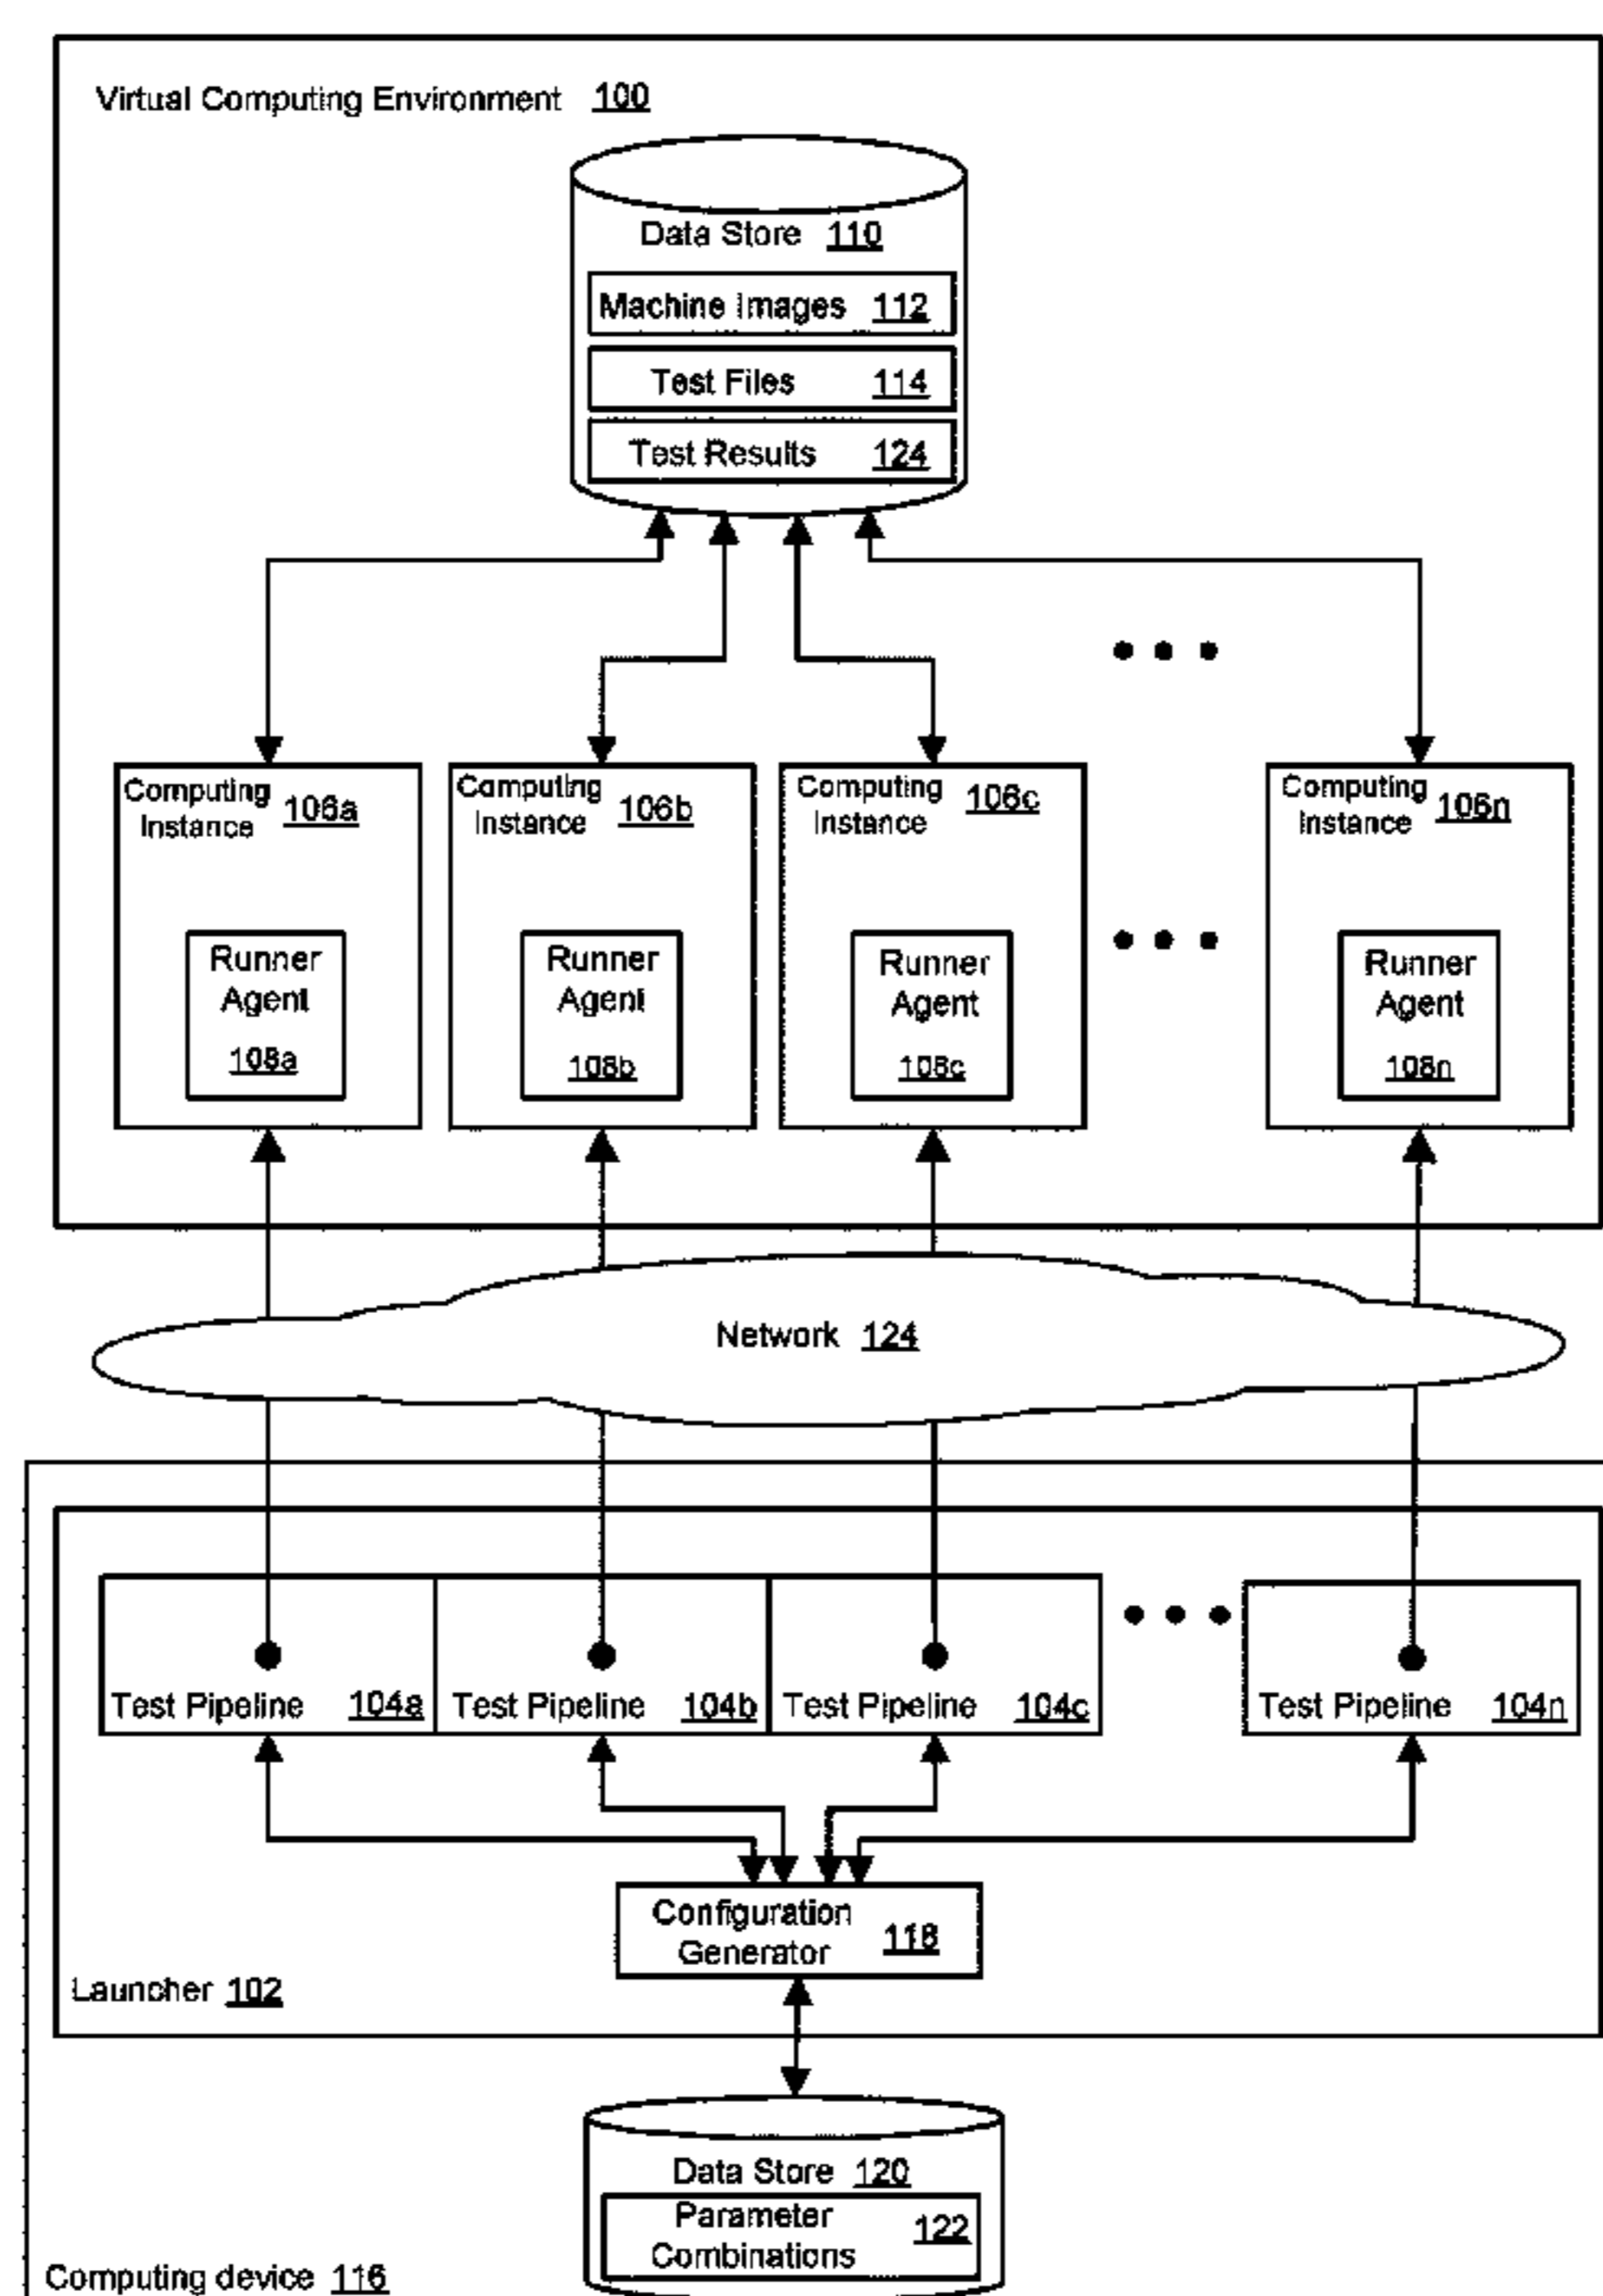 Virtual Computing Environment 100
Data Store 110
Machine Images 112
Test Files 114
Test Results 124
Computing Instance 106a
Computing Instance 106b
Computing Instance 106c
Computing Instance 106n
Runner Agent 108a
Runner Agent 108b
Runner Agent 108c
Runner Agent 108n
Network 124
Test Pipeline 104a
Test Pipeline 104b
Test Pipeline 104c
Test Pipeline 104n
Configuration Generator 118
Launcher 102
Data Store 120
Parameter Combinations 122
Computing device 116